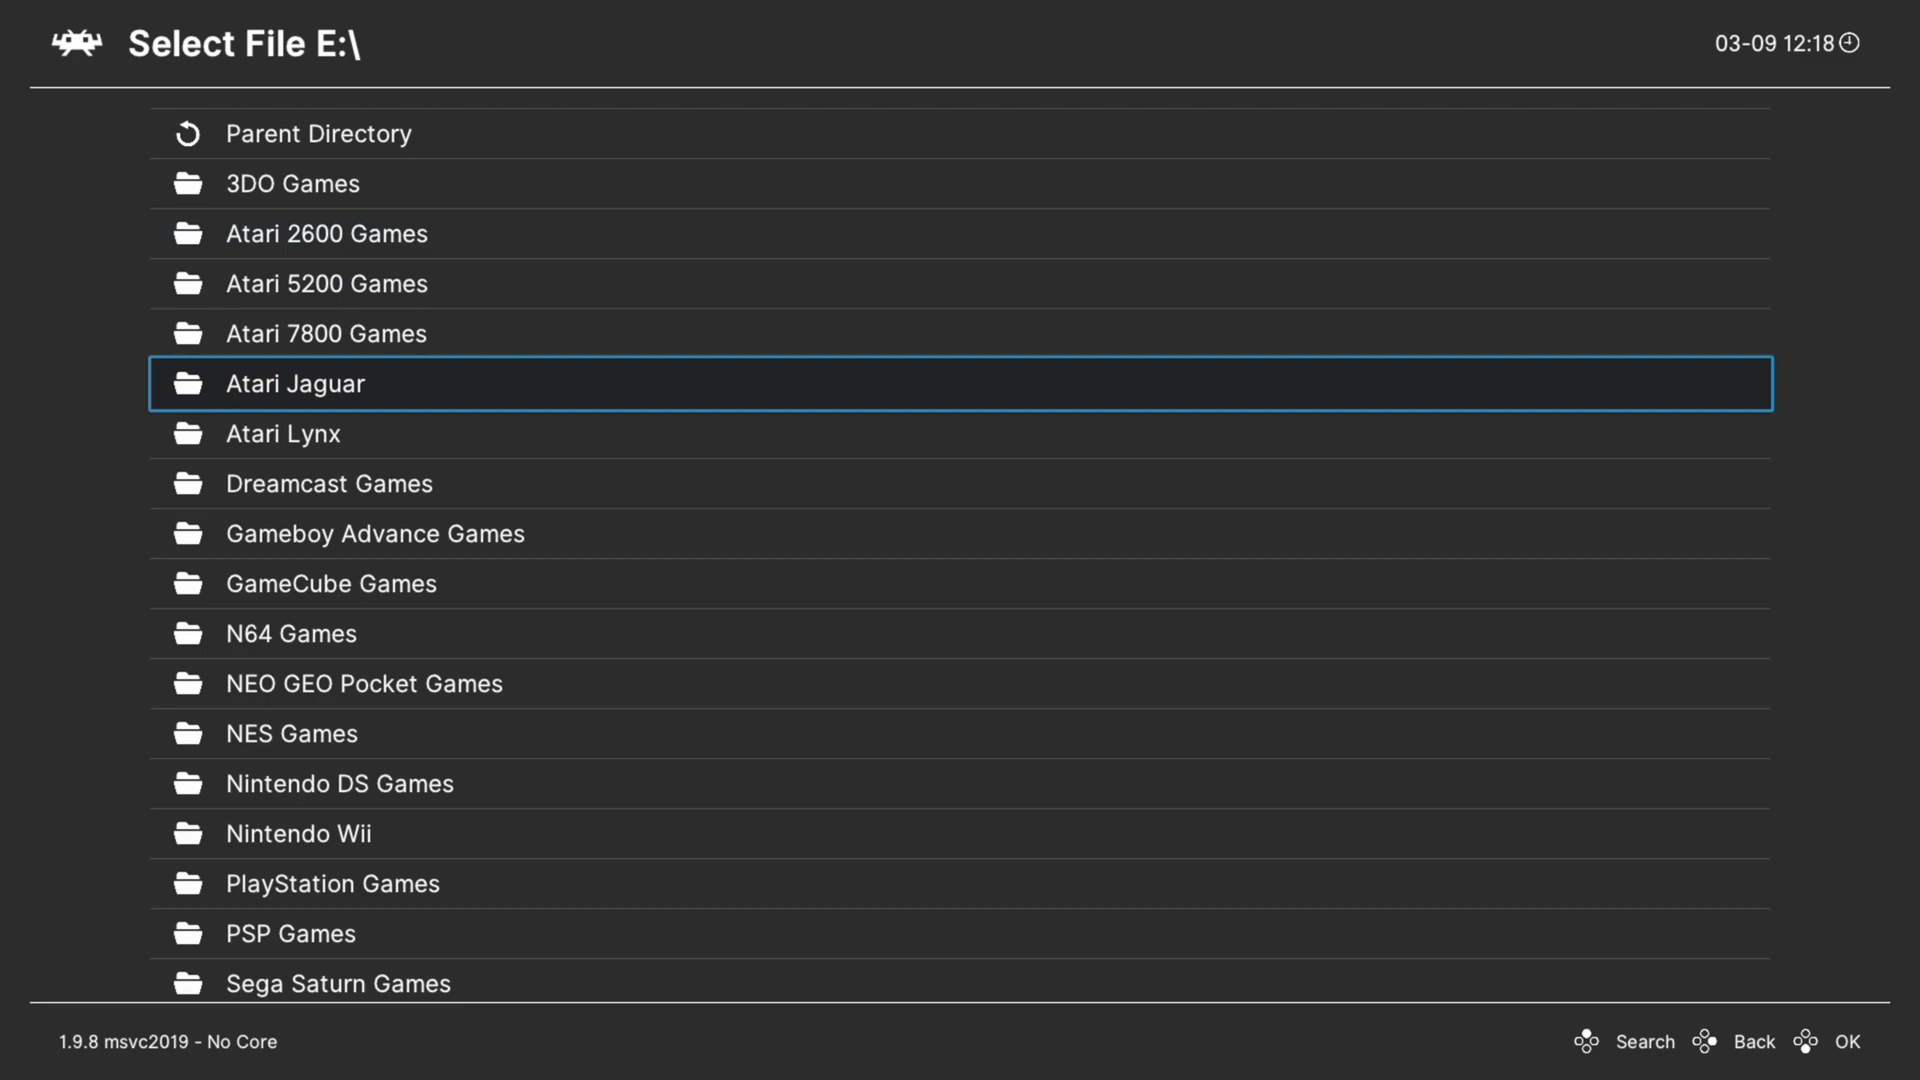 Select File E:\
03-09 12:18
Parent Directory
3DO Games
Atari 2600 Games
Atari 5200 Games
Atari 7800 Games
Atari Jaguar
Atari Lynx
Dreamcast Games
Gameboy Advance Games
GameCube Games
N64 Games
NEO GEO Pocket Games
NES Games
Nintendo DS Games
Nintendo Wii
PlayStation Games
PSP Games
Sega Saturn Games
1.9.8 msvc2019 - No Core
Search Back OK